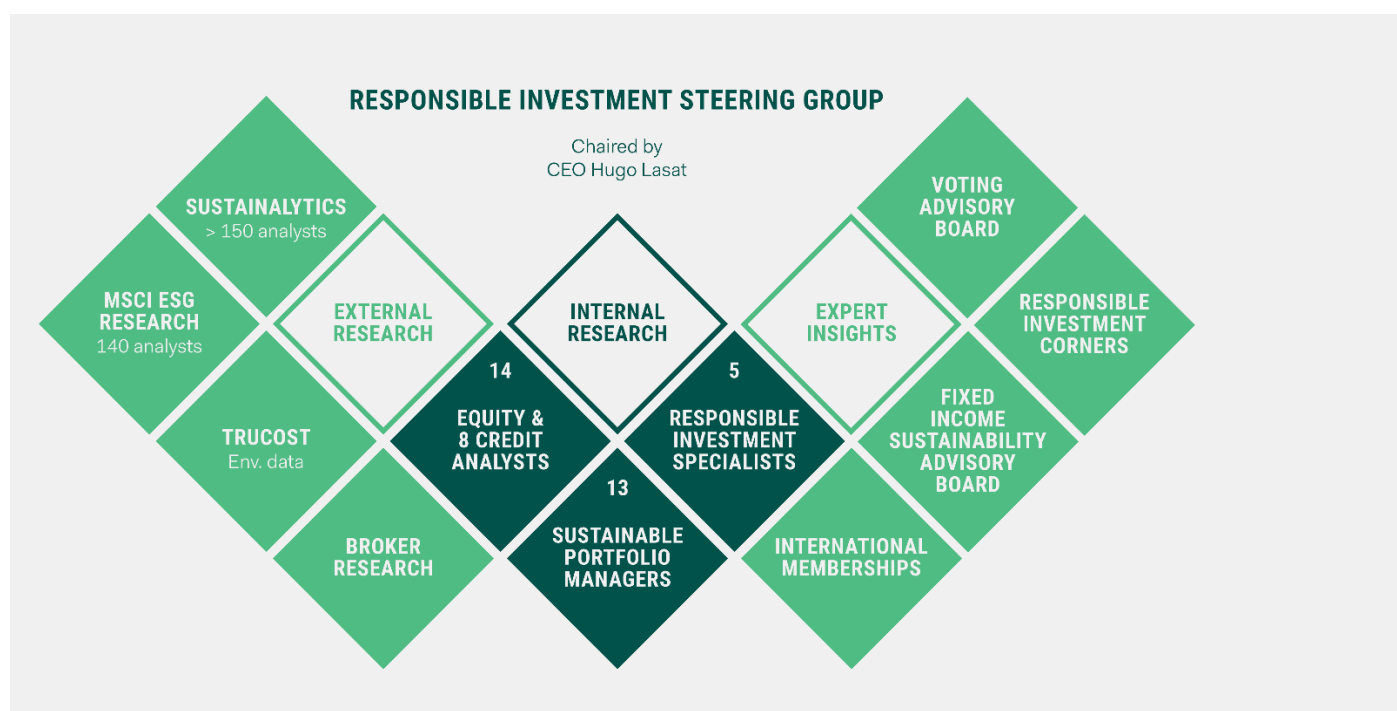 RESPONSIBLE INVESTMENT STEERING GROUP
Chaired by
CEO Hugo Lasat
SUSTAINALYTICS
> 150 analysts
MSCI ESG
RESEARCH
140 analysts
EXTERNAL
RESEARCH
TRUCOST
Env. data
BROKER
RESEARCH
INTERNAL
RESEARCH
14
EQUITY &
8 CREDIT
ANALYSTS
5
RESPONSIBLE
INVESTMENT
SPECIALISTS
13
SUSTAINABLE
PORTFOLIO
MANAGERS
EXPERT
INSIGHTS
VOTING
ADVISORY
BOARD
RESPONSIBLE
INVESTMENT
CORNERS
FIXED
INCOME
SUSTAINABILITY
ADVISORY
BOARD
INTERNATIONAL
MEMBERSHIPS